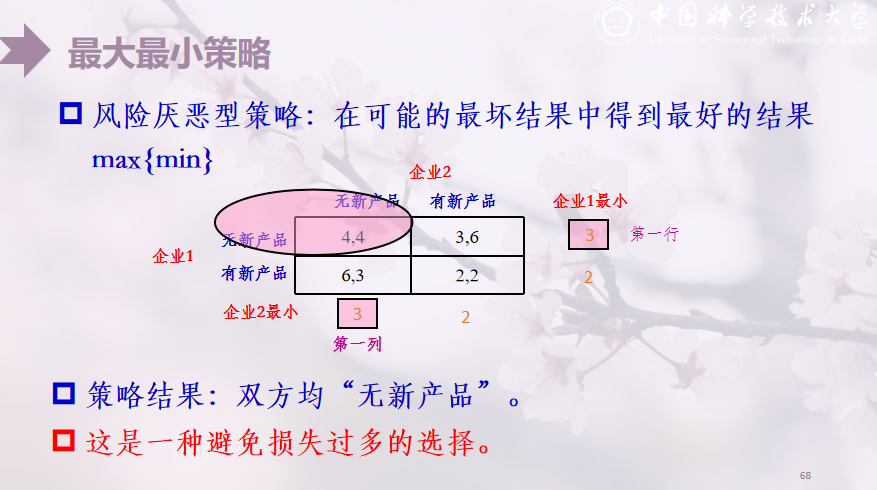 中国科学技术大学
University of Science and Technology of China
最大最小策略
风险厌恶型策略：在可能的最坏结果中得到最好的结果
max{min}
企业2
无新产品 有新产品 企业1最小
无新产品 4,4 3,6 3 第一行
企业1
有新产品 6,3 2,2 2
企业2最小 3 2
第一列
策略结果：双方均“无新产品”。
这是一种避免损失过多的选择。
68